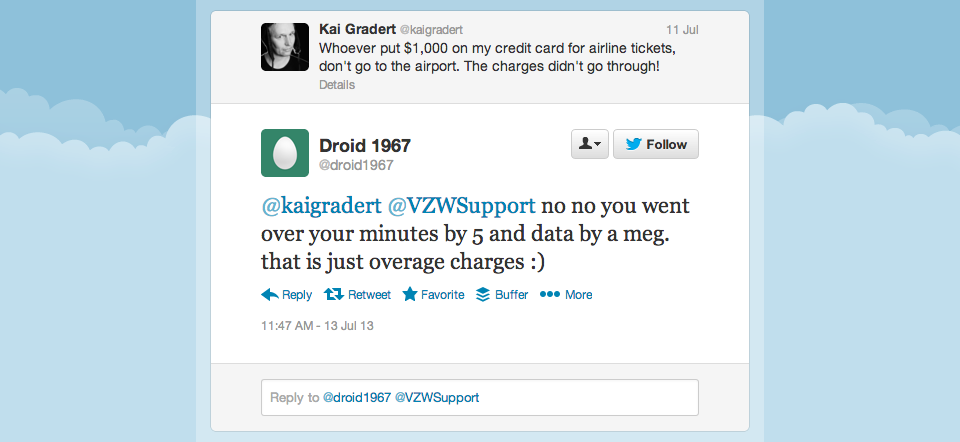 Kai Gradert @kaigradert 11 Jul
Whoever put $1,000 on my credit card for airline tickets,
don't go to the airport. The charges didn't go through!
Details
Droid 1967
@droid1967
Follow
@kaigradert @VZWSupport no no you went
over your minutes by 5 and data by a meg.
that is just overage charges :)
Reply Retweet Favorite Buffer More
11:47 AM - 13 Jul 13
Reply to @droid1967 @VZWSupport